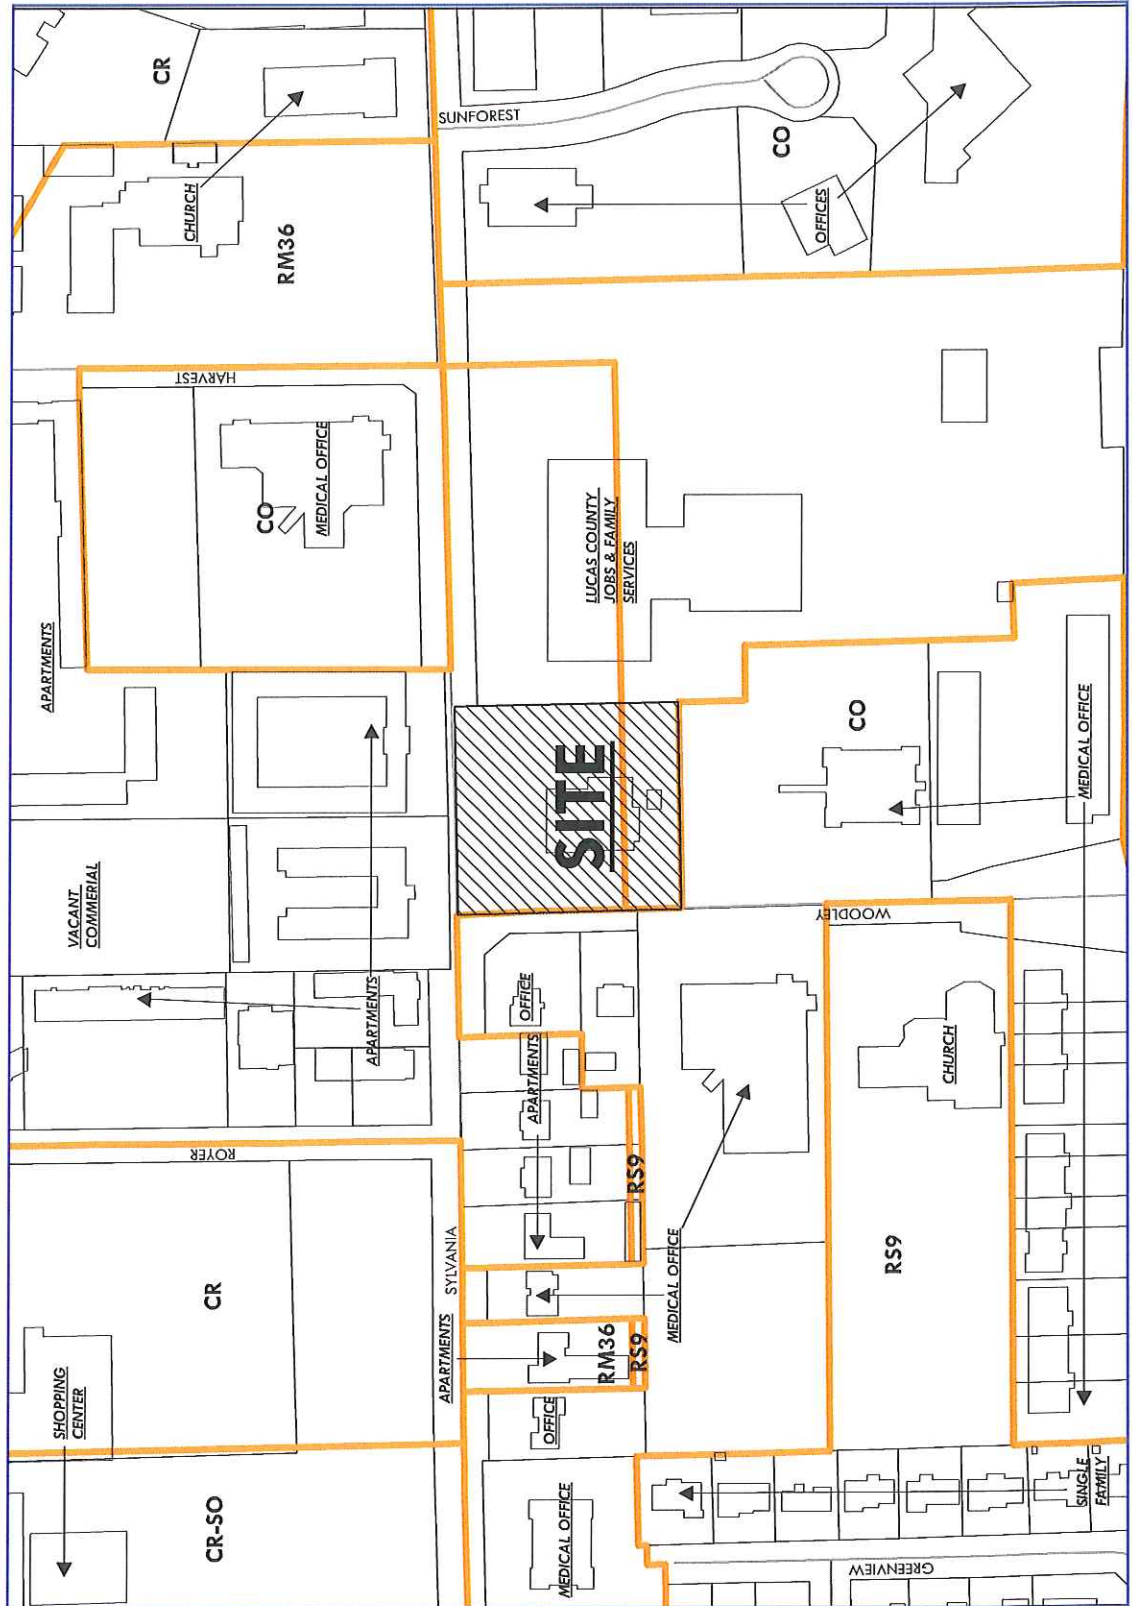 SHOPPING
CENTER
APARTMENTS
VACANT
COMMERIAL
CR
CHURCH
CR-SO
CR
ROYER
HARVEST
CO
RM36
MEDICAL OFFICE
APARTMENTS
APARTMENTS
SYLVANIA
SUNFOREST
MEDICAL OFFICE
OFFICE
APARTMENTS
OFFICE
SITE
LUCAS COUNTY
JOBS & FAMILY
SERVICES
RM36
RS9
RS9
MEDICAL OFFICE
CO
OFFICES
WOODLEY
CO
RS9
CHURCH
GREENVIEW
SINGLE
FAMILY
MEDICAL OFFICE